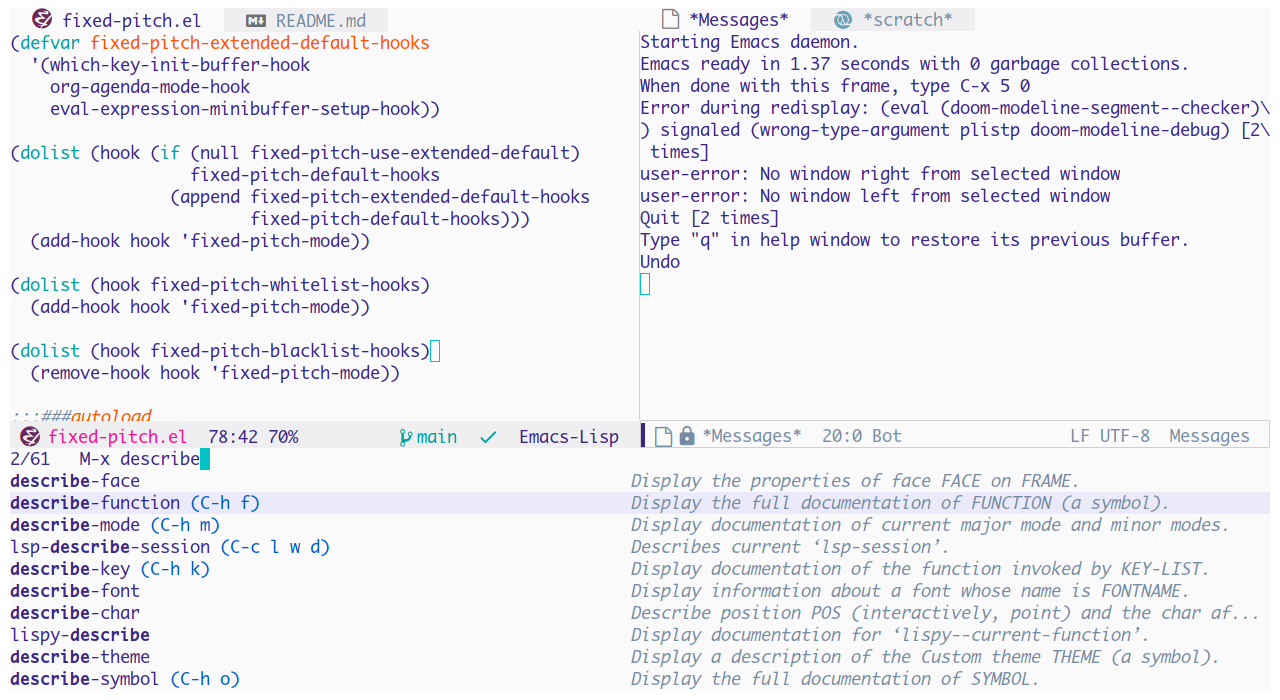 fixed-pitch.el README.md
(defvar fixed-pitch-extended-default-hooks
  '(which-key-init-buffer-hook
    org-agenda-mode-hook
    eval-expression-minibuffer-setup-hook))
(dolist (hook (if (null fixed-pitch-use-extended-default)
                  fixed-pitch-default-hooks
                (append fixed-pitch-extended-default-hooks
                        fixed-pitch-default-hooks)))
  (add-hook hook 'fixed-pitch-mode))
(dolist (hook fixed-pitch-whitelist-hooks)
  (add-hook hook 'fixed-pitch-mode))
(dolist (hook fixed-pitch-blacklist-hooks)
  (remove-hook hook 'fixed-pitch-mode))
;;;###autoload
fixed-pitch.el 78:42 70% main Emacs-Lisp
*Messages* *scratch*
Starting Emacs daemon.
Emacs ready in 1.37 seconds with 0 garbage collections.
When done with this frame, type C-x 5 0
Error during redisplay: (eval (doom-modeline-segment--checker)\
) signaled (wrong-type-argument plistp doom-modeline-debug) [2\
 times]
user-error: No window right from selected window
user-error: No window left from selected window
Quit [2 times]
Type "q" in help window to restore its previous buffer.
Undo
*Messages* 20:0 Bot LF UTF-8 Messages
2/61 M-x describe
describe-face Display the properties of face FACE on FRAME.
describe-function (C-h f) Display the full documentation of FUNCTION (a symbol).
describe-mode (C-h m) Display documentation of current major mode and minor modes.
lsp-describe-session (C-c l w d) Describes current ‘lsp-session’.
describe-key (C-h k) Display documentation of the function invoked by KEY-LIST.
describe-font Display information about a font whose name is FONTNAME.
describe-char Describe position POS (interactively, point) and the char af...
lispy-describe Display documentation for ‘lispy--current-function’.
describe-theme Display a description of the Custom theme THEME (a symbol).
describe-symbol (C-h o) Display the full documentation of SYMBOL.